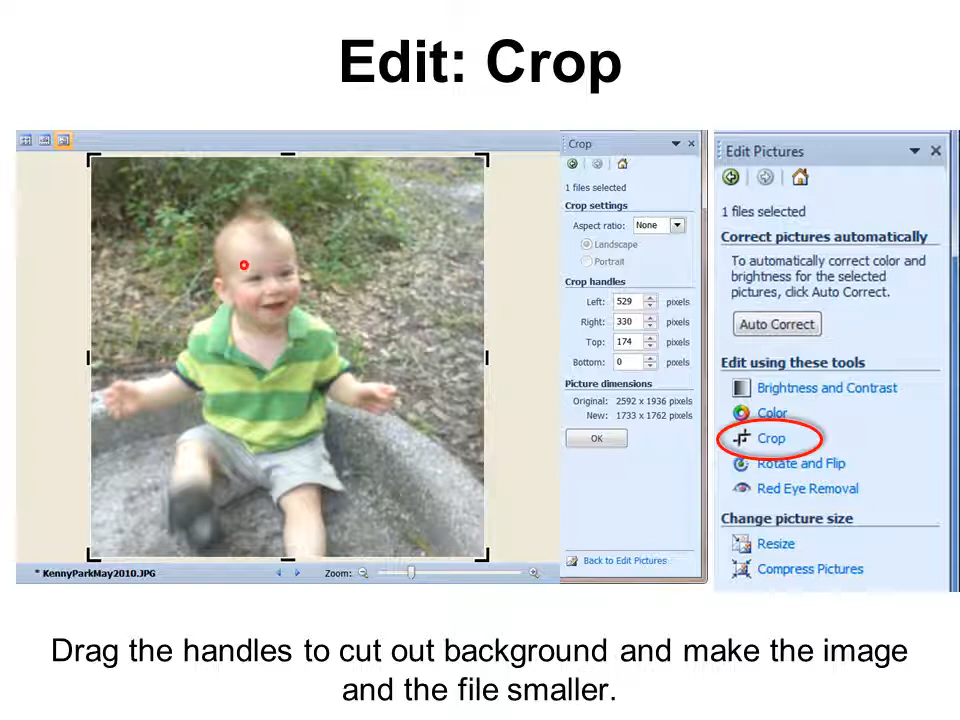 Edit: Crop
Crop
1 files selected
Crop settings
Aspect ratio: None
Landscape
Portrait
Crop handles
Left: 529 pixels
Right: 330 pixels
Top: 174 pixels
Bottom: 0 pixels
Picture dimensions
Original: 2592 x 1936 pixels
New: 1733 x 1762 pixels
OK
Back to Edit Pictures
* KennyParkMay2010.JPG
Zoom:
Edit Pictures
1 files selected
Correct pictures automatically
To automatically correct color and
brightness for the selected
pictures, click Auto Correct.
Auto Correct
Edit using these tools
Brightness and Contrast
Color
Crop
Rotate and Flip
Red Eye Removal
Change picture size
Resize
Compress Pictures
Drag the handles to cut out background and make the image
and the file smaller.